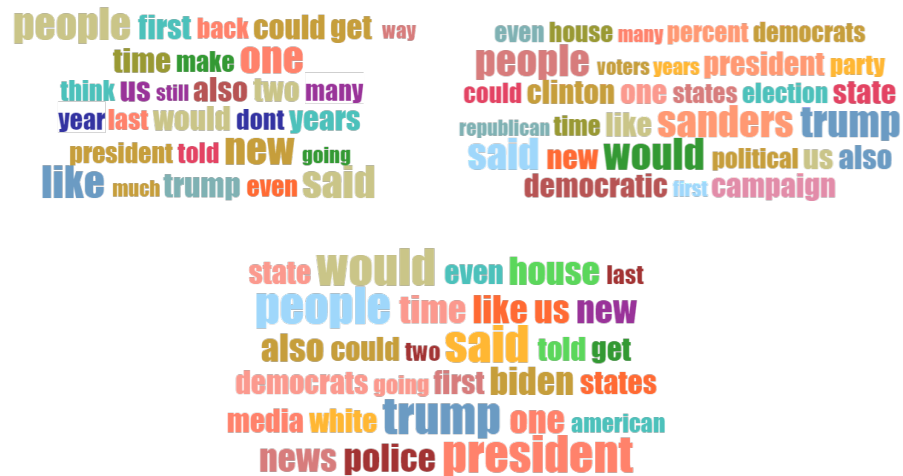 people first back could get way
time make one
think us still also two many
year last would dont years
president told new going
like much trump even said
even house many percent democrats
people voters years president party
could clinton one states election state
republican time like sanders trump
said new would political us also
democratic first campaign
state would even house last
people time like us new
also could two said told get
democrats going first biden states
media white trump one american
news police president